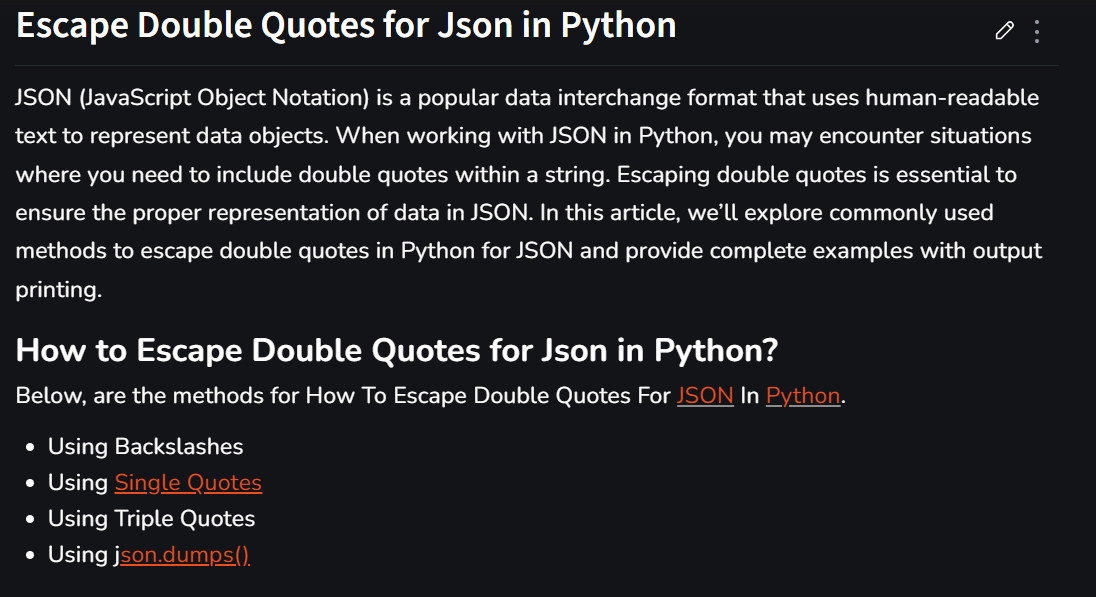 Escape Double Quotes for Json in Python
JSON (JavaScript Object Notation) is a popular data interchange format that uses human-readable
text to represent data objects. When working with JSON in Python, you may encounter situations
where you need to include double quotes within a string. Escaping double quotes is essential to
ensure the proper representation of data in JSON. In this article, we’ll explore commonly used
methods to escape double quotes in Python for JSON and provide complete examples with output
printing.
How to Escape Double Quotes for Json in Python?
Below, are the methods for How To Escape Double Quotes For JSON In Python.
• Using Backslashes
• Using Single Quotes
• Using Triple Quotes
• Using json.dumps()